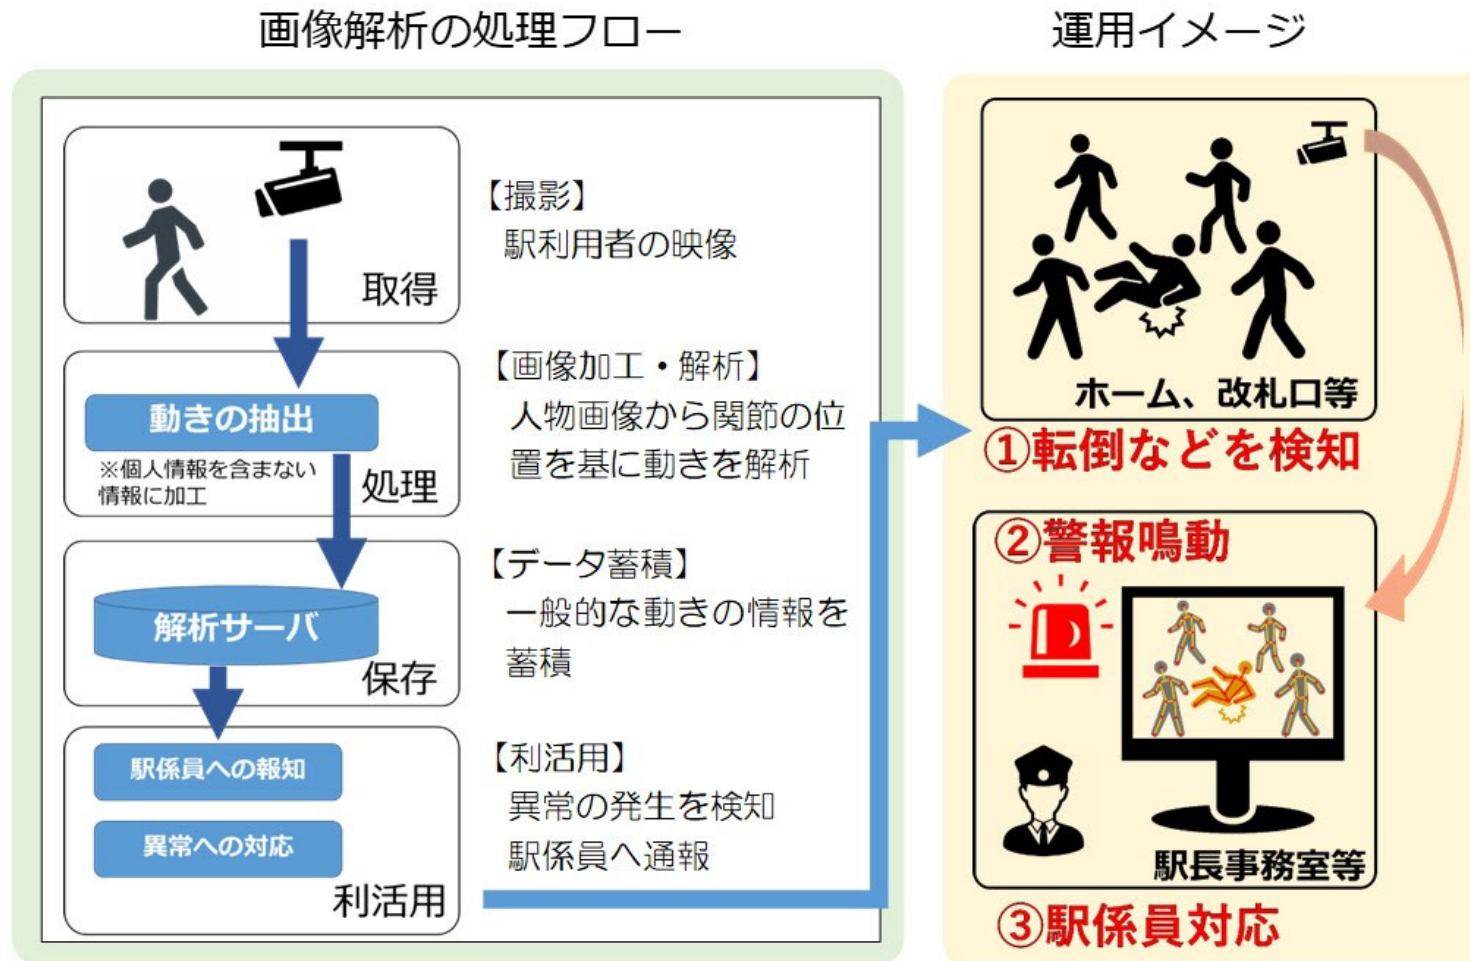 画像解析の処理フロー
取得
【撮影】
駅利用者の映像
動きの抽出
※個人情報を含まない
情報に加工
処理
【画像加工・解析】
人物画像から関節の位
置を基に動きを解析
解析サーバ
保存
【データ蓄積】
一般的な動きの情報を
蓄積
駅係員への報知
異常への対応
利活用
【利活用】
異常の発生を検知
駅係員へ通報
運用イメージ
ホーム、改札口等
①転倒などを検知
②警報鳴動
駅長事務室等
③駅係員対応